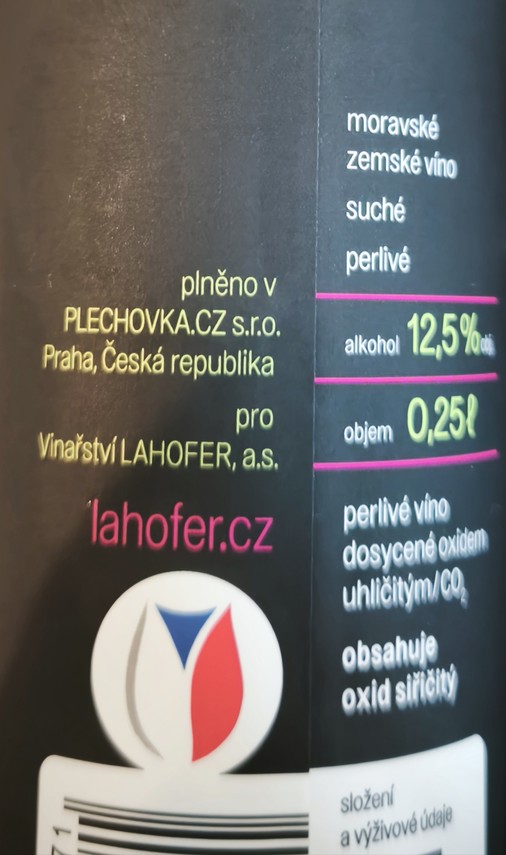 plněno v
PLECHOVKA.CZ s.r.o.
Praha, Česká republika
pro
Vinařství LAHOFER, a.s.
lahofer.cz
moravské
zemské víno
suché
perlivé
alkohol 12,5% obj.
objem 0,25ℓ
perlivé víno
dosycené oxidem
uhličitým/CO₂
obsahuje
oxid siřičitý
složení
a výživové údaje